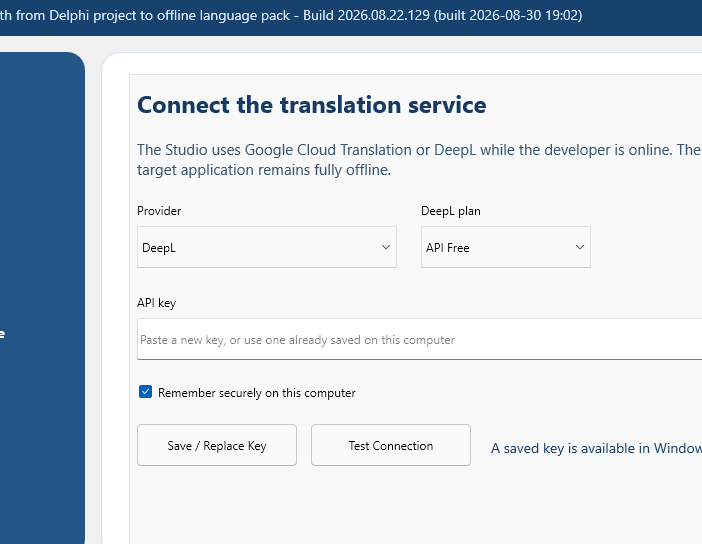 th from Delphi project to offline language pack - Build 2026.08.22.129 (built 2026-08-30 19:02)
Connect the translation service
The Studio uses Google Cloud Translation or DeepL while the developer is online. The
target application remains fully offline.
Provider
DeepL plan
DeepL
API Free
API key
Paste a new key, or use one already saved on this computer
e
Remember securely on this computer
Save / Replace Key
Test Connection
A saved key is available in Window